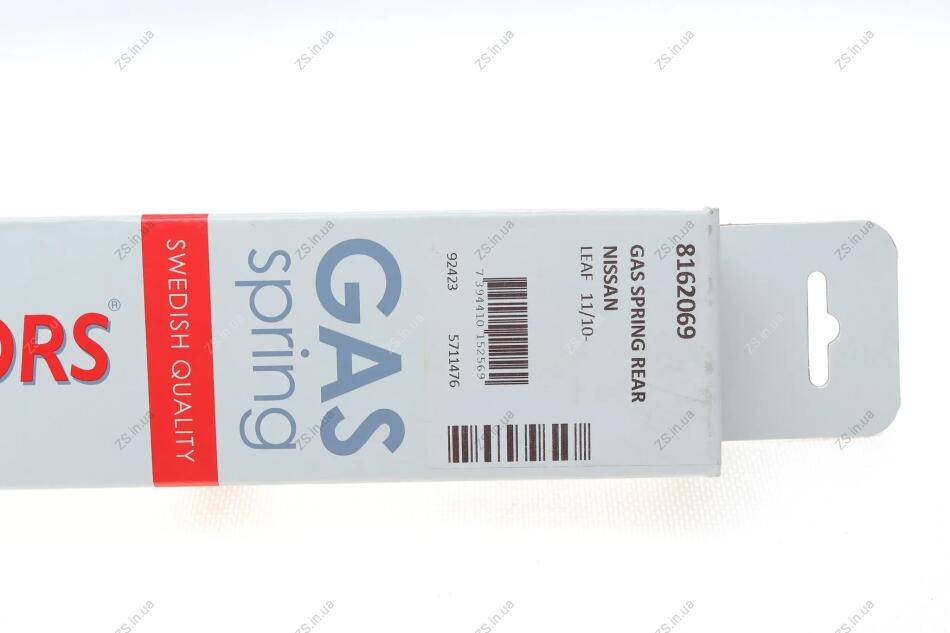 ORS®
SWEDISH QUALITY
GAS
spring
8162069
GAS SPRING REAR
NISSAN
LEAF 11/10-
7 394410 152569
92423 5711476
ZS.in.ua